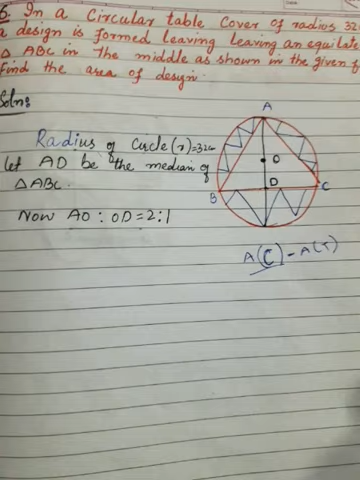 6. In a Circular table Cover of radius 32
a design is formed leaving leaving an equilate
Δ ABC in the middle as shown in the given f
Find the area of design.
Soln:
Radius of Circle (r) = 32cm
Let AD be the median of
Δ ABC.
Now AO : OD = 2:1
A
O
D
B
C
A(C) - A(T)